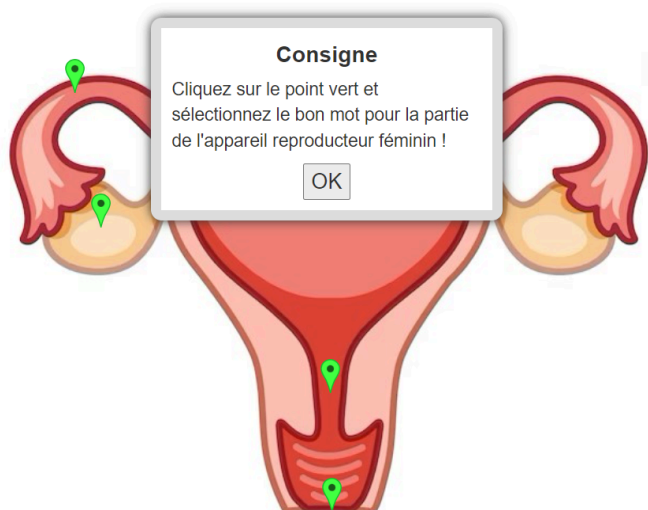 Consigne
Cliquez sur le point vert et
sélectionnez le bon mot pour la partie
de l'appareil reproducteur féminin !
OK